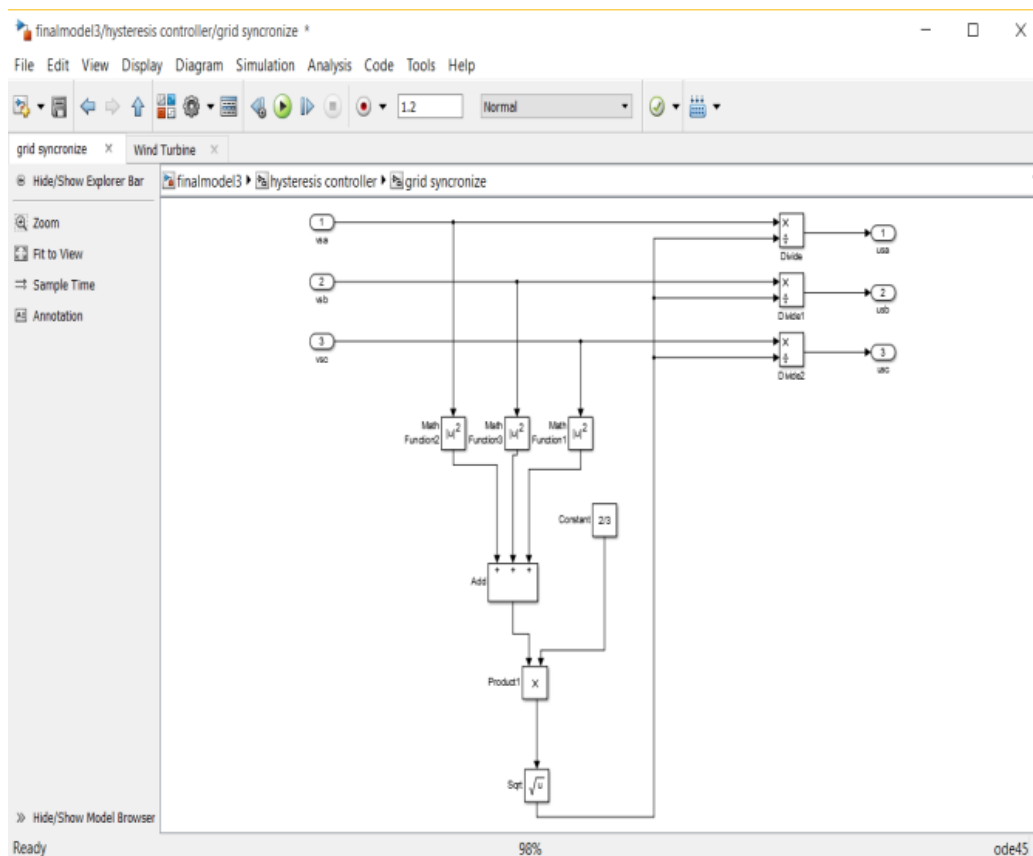 finalmodel3/hysteresis controller/grid syncronize *
File Edit View Display Diagram Simulation Analysis Code Tools Help
1.2 Normal
grid syncronize Wind Turbine
Hide/Show Explorer Bar
finalmodel3 hysteresis controller grid syncronize
Zoom
Fit to View
Sample Time
Annotation
1
vsa
×
÷
Divide
1
usa
2
vsb
×
÷
Divide1
2
usb
3
vsc
×
÷
Divide2
3
usc
Math
Function2
|u|²
Math
Function3
|u|²
Math
Function1
|u|²
Constant
2/3
Add
+ + +
Product1
×
Sqrt
√u
Hide/Show Model Browser
Ready 98% ode45